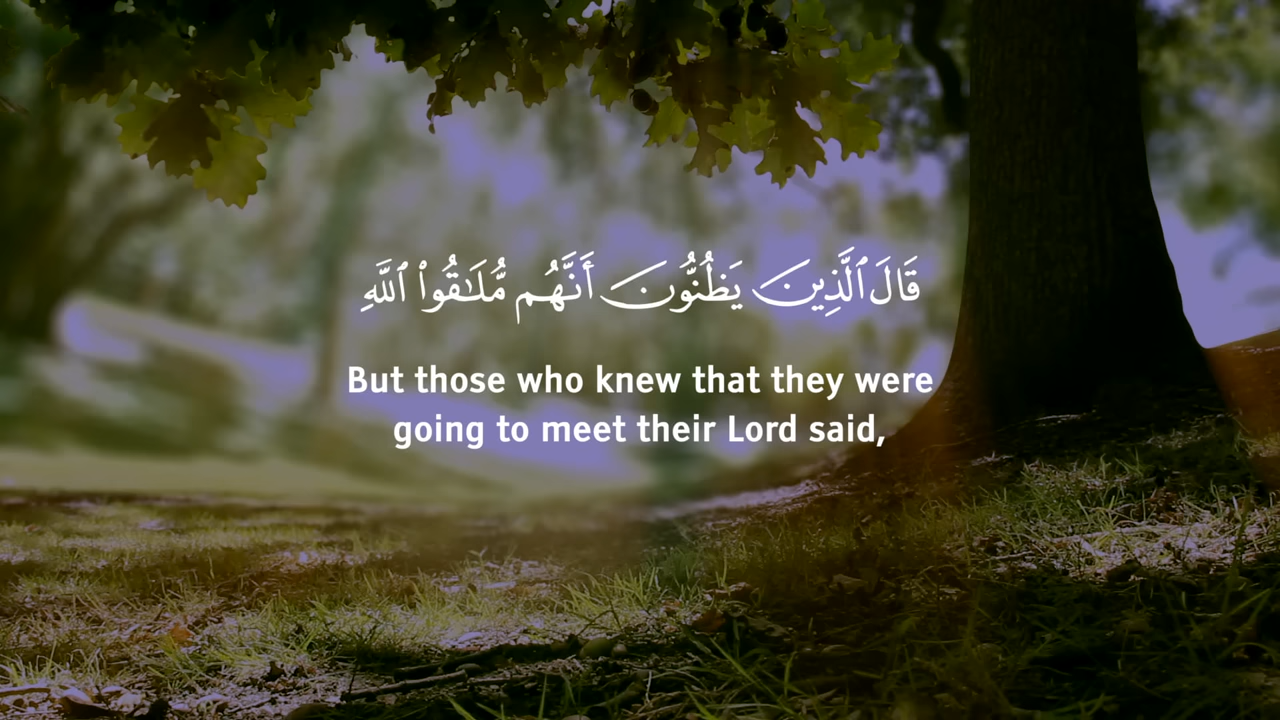 قَالَ ٱلَّذِينَ يَظُنُّونَ أَنَّهُم مُّلَـٰقُوا۟ ٱللَّهِ
But those who knew that they were
going to meet their Lord said,